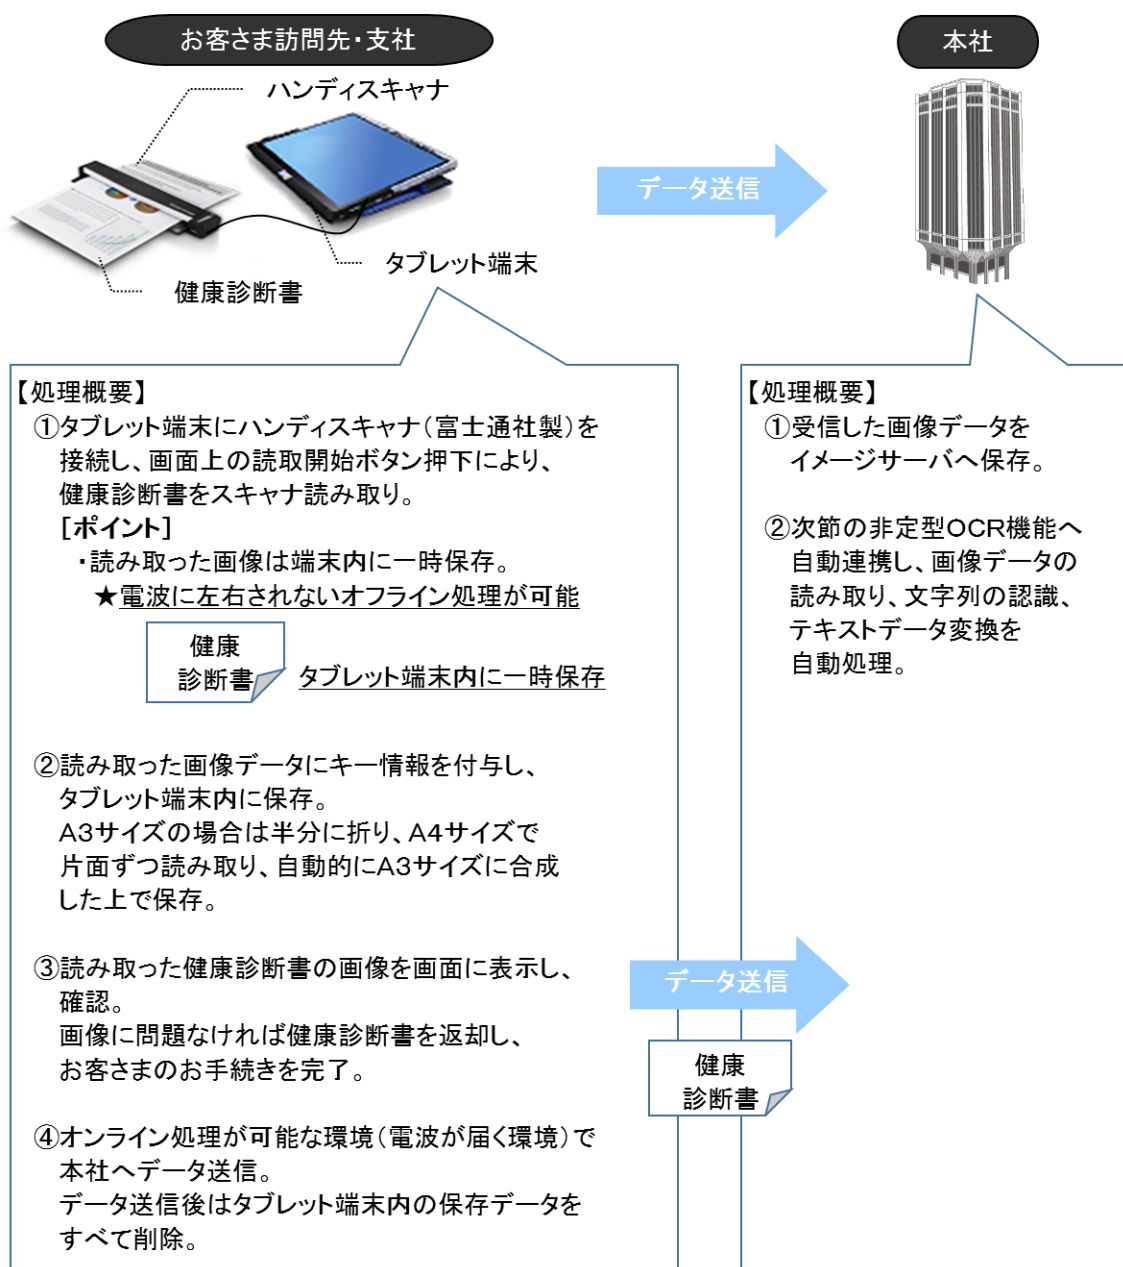 お客さま訪問先・支社
本社
ハンディスキャナ
データ送信
タブレット端末
健康診断書
【処理概要】
①タブレット端末にハンディスキャナ（富士通社製）を
接続し、画面上の読取開始ボタン押下により、
健康診断書をスキャナ読み取り。
［ポイント］
・読み取った画像は端末内に一時保存。
★電波に左右されないオフライン処理が可能
健康
診断書
タブレット端末内に一時保存
②読み取った画像データにキー情報を付与し、
タブレット端末内に保存。
A3サイズの場合は半分に折り、A4サイズで
片面ずつ読み取り、自動的にA3サイズに合成
した上で保存。
③読み取った健康診断書の画像を画面に表示し、
確認。
画像に問題なければ健康診断書を返却し、
お客さまのお手続きを完了。
④オンライン処理が可能な環境（電波が届く環境）で
本社へデータ送信。
データ送信後はタブレット端末内の保存データを
すべて削除。
データ送信
健康
診断書
【処理概要】
①受信した画像データを
イメージサーバへ保存。
②次節の非定型OCR機能へ
自動連携し、画像データの
読み取り、文字列の認識、
テキストデータ変換を
自動処理。